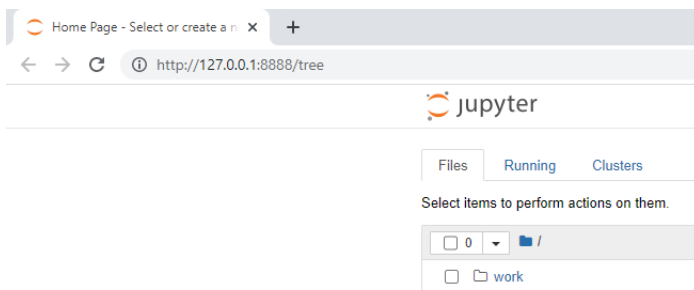 Home Page - Select or create a n
http://127.0.0.1:8888/tree
jupyter
Files Running Clusters
Select items to perform actions on them.
0 /
work